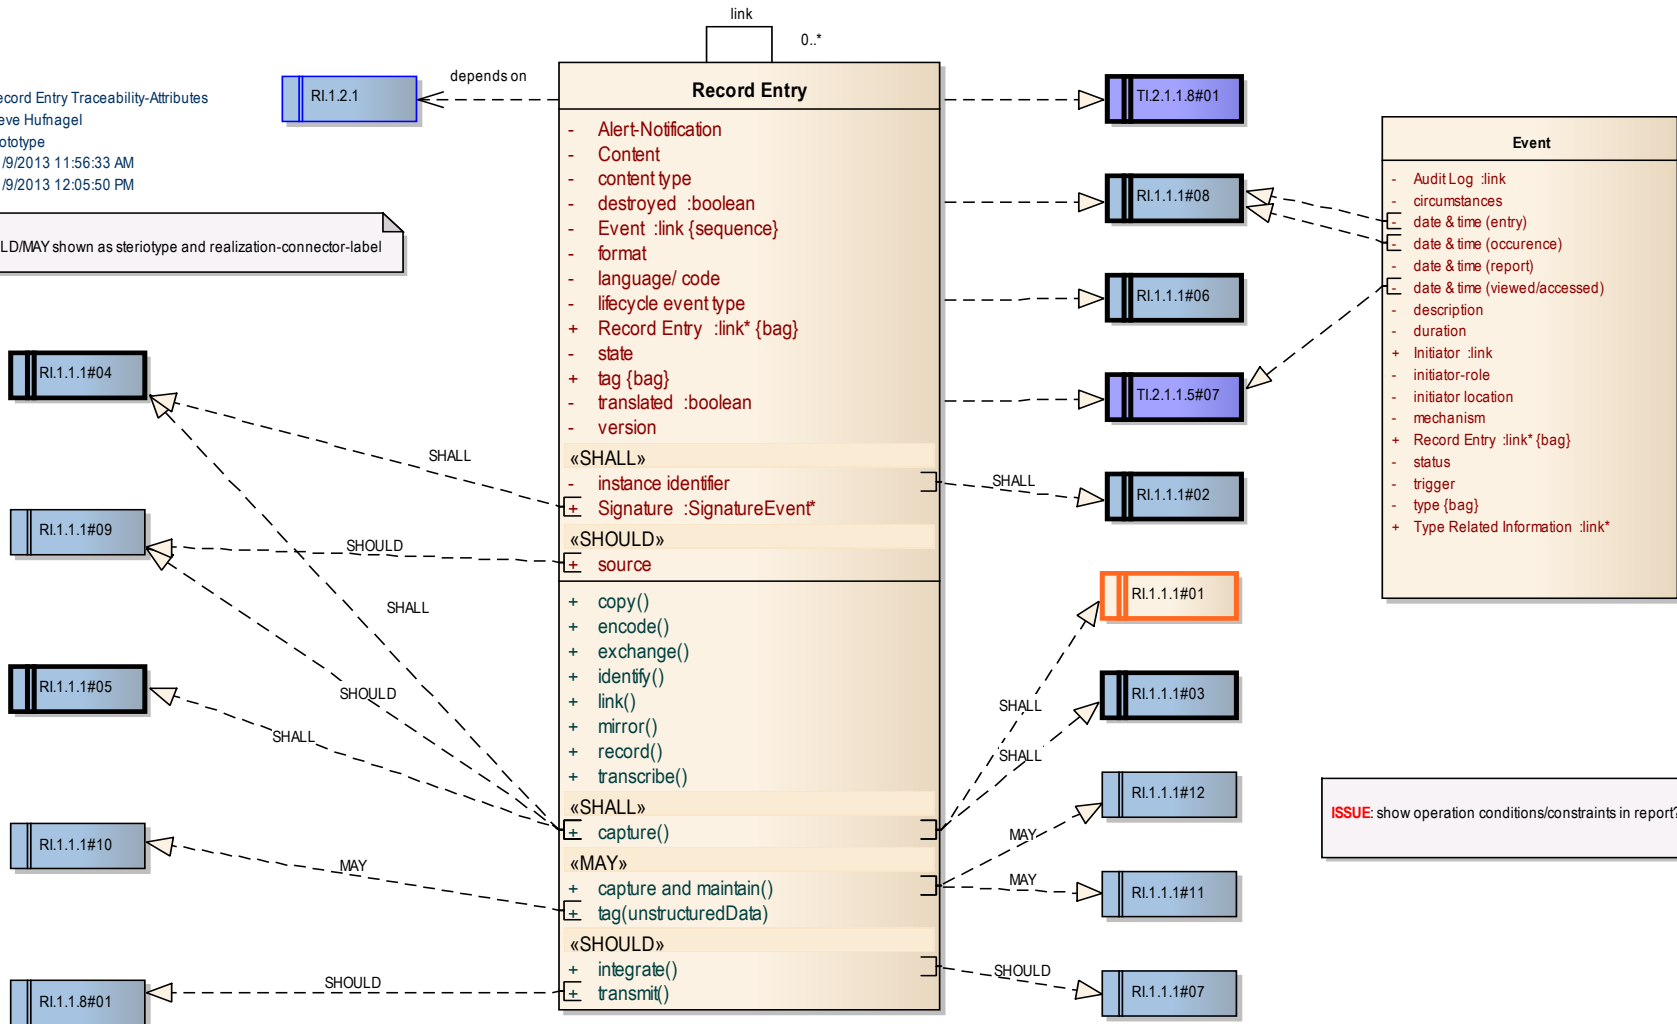 link
0..*
depends on
RI.1.2.1
ecord Entry Traceability-Attributes
eve Hufnagel
ototype
/9/2013 11:56:33 AM
/9/2013 12:05:50 PM
LD/MAY shown as steriotype and realization-connector-label
RI.1.1.1#04
RI.1.1.1#09
RI.1.1.1#05
RI.1.1.1#10
RI.1.1.8#01
SHALL
SHOULD
SHALL
SHOULD
SHALL
MAY
SHOULD
Record Entry
- Alert-Notification
- Content
- content type
- destroyed :boolean
- Event :link {sequence}
- format
- language/ code
- lifecycle event type
+ Record Entry :link* {bag}
- state
+ tag {bag}
- translated :boolean
- version
«SHALL»
- instance identifier
+ Signature :SignatureEvent*
«SHOULD»
+ source
+ copy()
+ encode()
+ exchange()
+ identify()
+ link()
+ mirror()
+ record()
+ transcribe()
«SHALL»
+ capture()
«MAY»
+ capture and maintain()
+ tag(unstructuredData)
«SHOULD»
+ integrate()
+ transmit()
TI.2.1.1.8#01
RI.1.1.1#08
RI.1.1.1#06
TI.2.1.1.5#07
SHALL
RI.1.1.1#02
RI.1.1.1#01
SHALL
RI.1.1.1#03
SHALL
RI.1.1.1#12
MAY
RI.1.1.1#11
MAY
RI.1.1.1#07
SHOULD
Event
- Audit Log :link
- circumstances
- date & time (entry)
- date & time (occurence)
- date & time (report)
- date & time (viewed/accessed)
- description
- duration
+ Initiator :link
- initiator-role
- initiator location
- mechanism
+ Record Entry :link* {bag}
- status
- trigger
- type {bag}
+ Type Related Information :link*
ISSUE: show operation conditions/constraints in report?